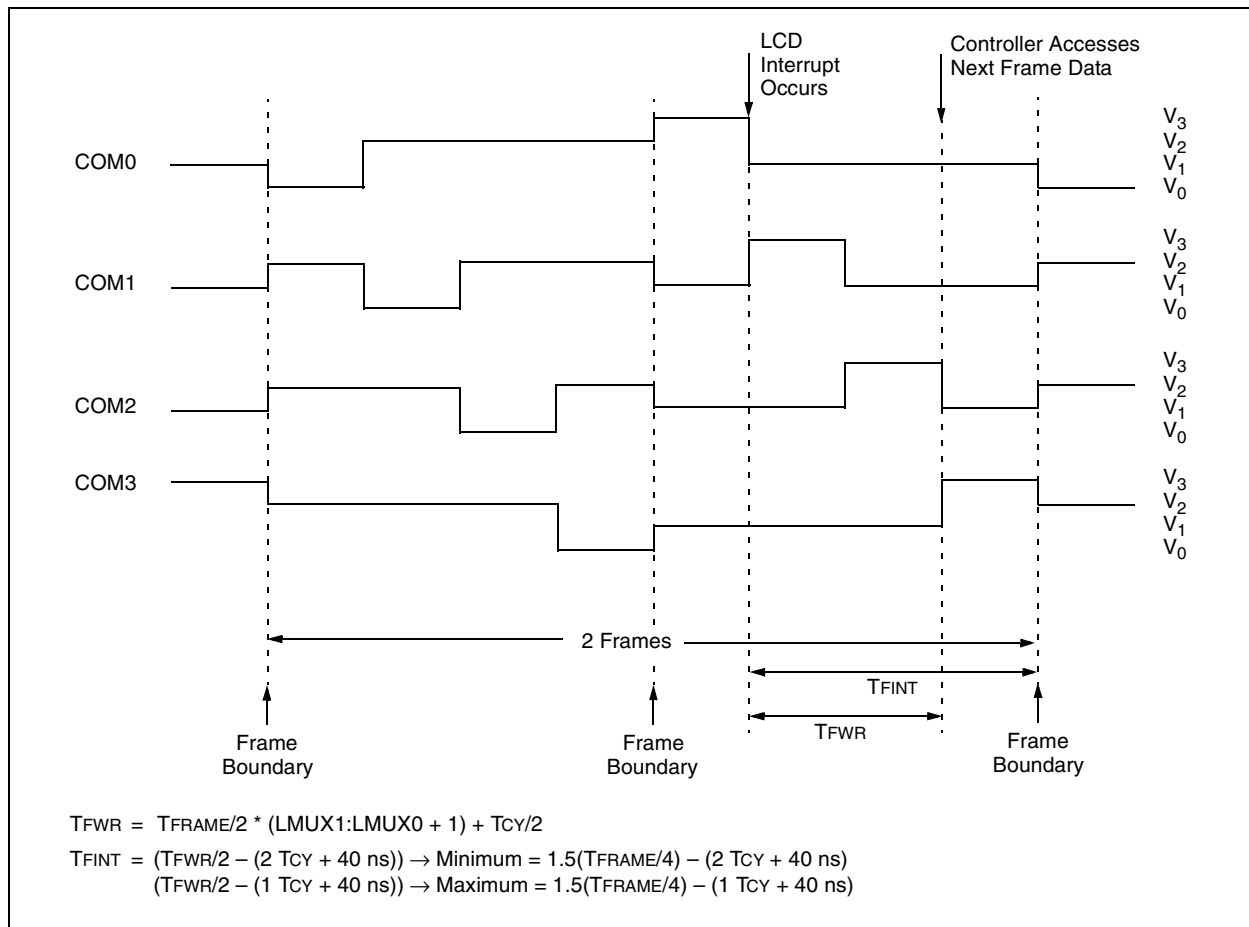 LCD
Interrupt
Occurs
Controller Accesses
Next Frame Data
COM0
V3
V2
V1
V0
COM1
V3
V2
V1
V0
COM2
V3
V2
V1
V0
COM3
V3
V2
V1
V0
2 Frames
TFINT
TFWR
Frame
Boundary
Frame
Boundary
Frame
Boundary
TFWR = TFRAME/2 * (LMUX1:LMUX0 + 1) + TCY/2
TFINT = (TFWR/2 – (2 TCY + 40 ns)) → Minimum = 1.5(TFRAME/4) – (2 TCY + 40 ns)
(TFWR/2 – (1 TCY + 40 ns)) → Maximum = 1.5(TFRAME/4) – (1 TCY + 40 ns)